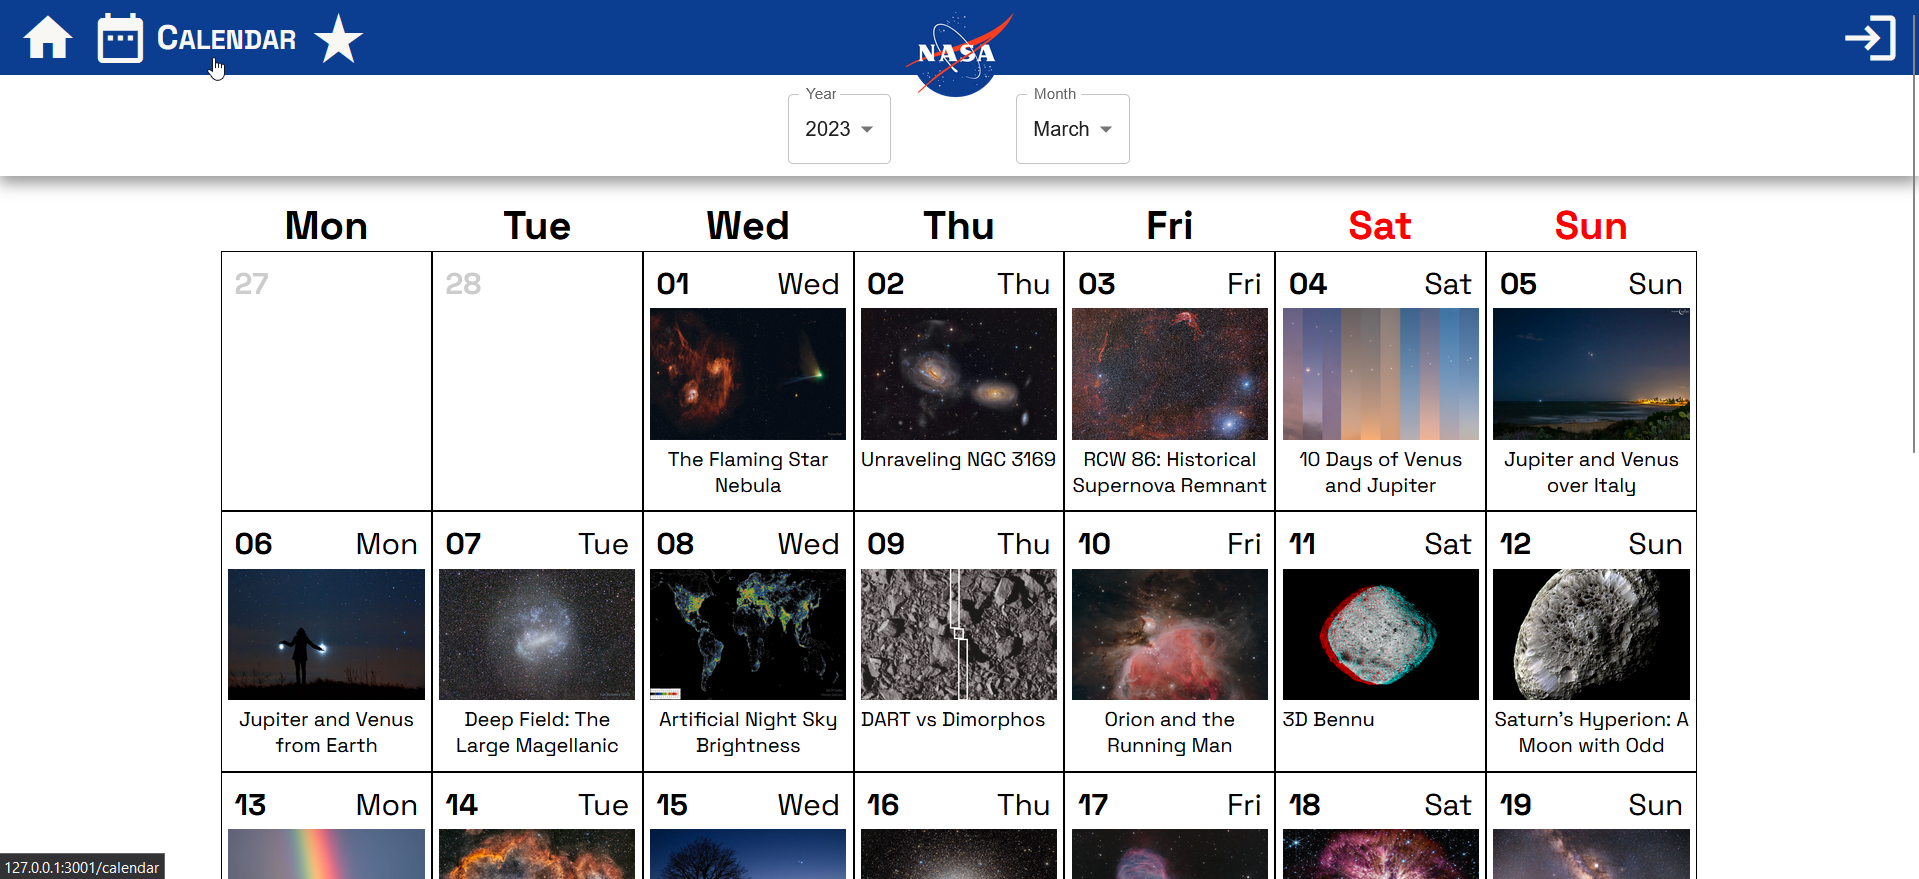 CALENDAR
NASA
Year
2023
Month
March
Mon Tue Wed Thu Fri Sat Sun
27 28 01 Wed 02 Thu 03 Fri 04 Sat 05 Sun
The Flaming Star
Nebula
Unraveling NGC 3169
RCW 86: Historical
Supernova Remnant
10 Days of Venus
and Jupiter
Jupiter and Venus
over Italy
06 Mon 07 Tue 08 Wed 09 Thu 10 Fri 11 Sat 12 Sun
Jupiter and Venus
from Earth
Deep Field: The
Large Magellanic
Artificial Night Sky
Brightness
DART vs Dimorphos
Orion and the
Running Man
3D Bennu
Saturn's Hyperion: A
Moon with Odd
13 Mon 14 Tue 15 Wed 16 Thu 17 Fri 18 Sat 19 Sun
127.0.0.1:3001/calendar